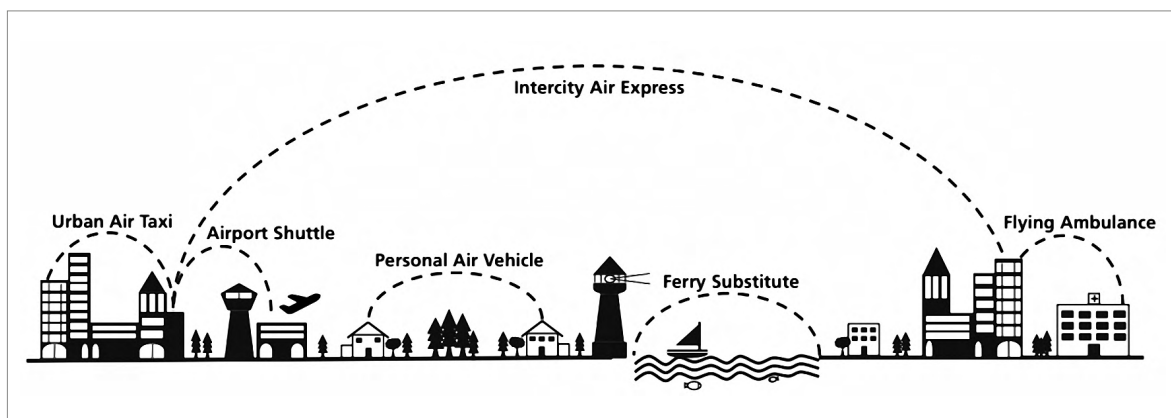 Intercity Air Express
Urban Air Taxi
Airport Shuttle
Flying Ambulance
Personal Air Vehicle
Ferry Substitute